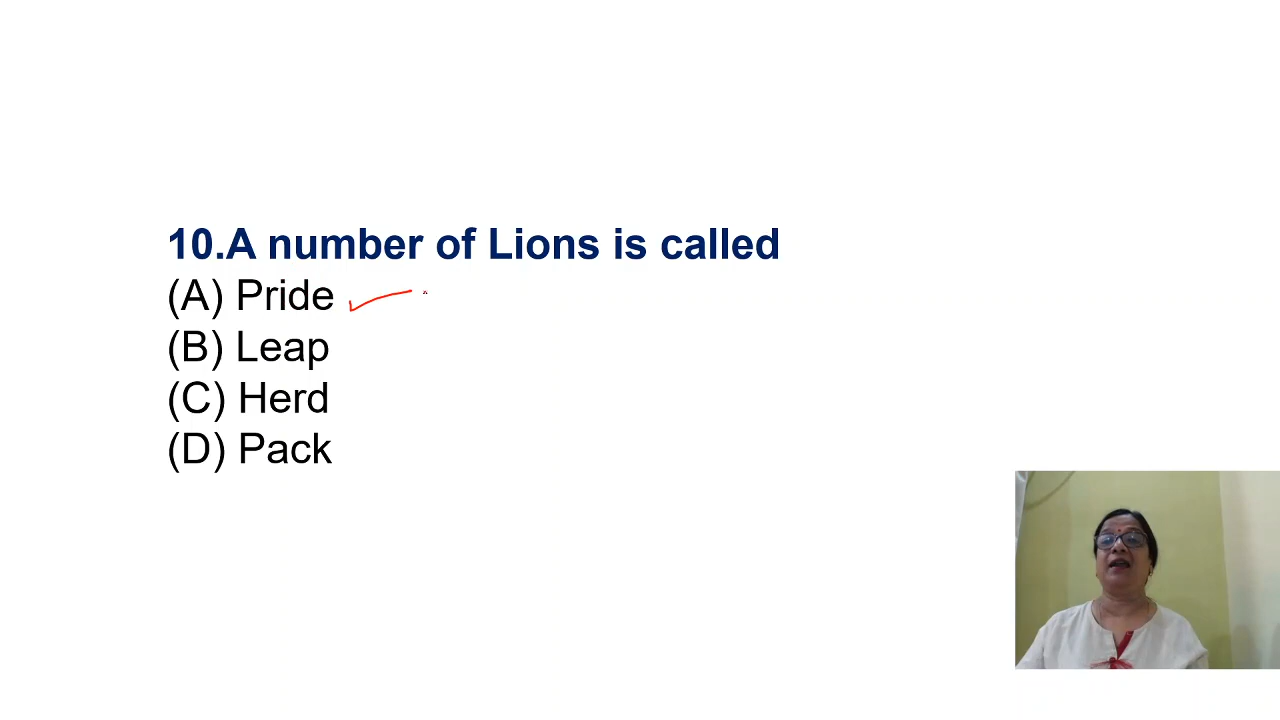 10.A number of Lions is called
(A) Pride
(B) Leap
(C) Herd
(D) Pack